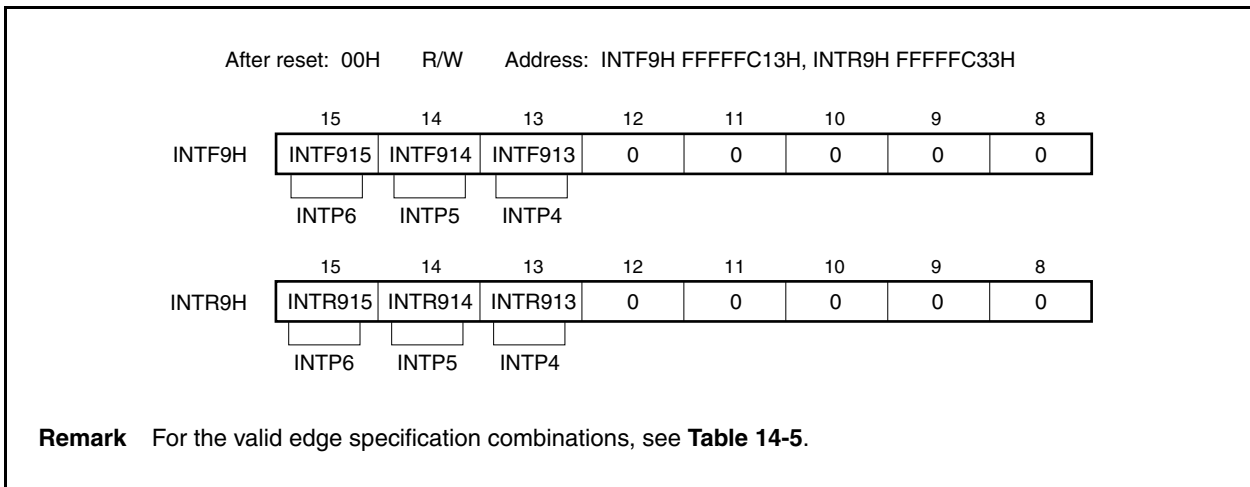 After reset: 00H R/W Address: INTF9H FFFFFC13H, INTR9H FFFFFC33H
15 14 13 12 11 10 9 8
INTF9H INTF915 INTF914 INTF913 0 0 0 0 0
INTP6 INTP5 INTP4
15 14 13 12 11 10 9 8
INTR9H INTR915 INTR914 INTR913 0 0 0 0 0
INTP6 INTP5 INTP4
Remark For the valid edge specification combinations, see Table 14-5.